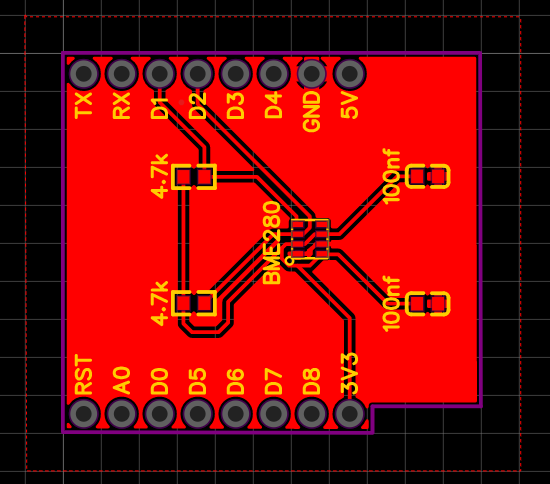 TX
RX
D1
D2
D3
D4
GND
5V
4.7k
100nf
BME280
4.7k
100nf
RST
A0
D0
D5
D6
D7
D8
3V3